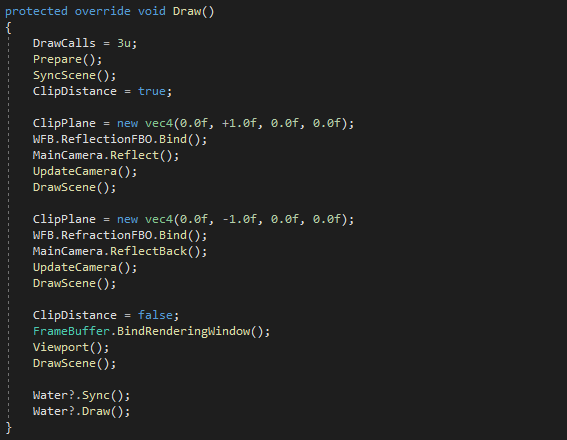 protected override void Draw()
{
    DrawCalls = 3u;
    Prepare();
    SyncScene();
    ClipDistance = true;

    ClipPlane = new vec4(0.0f, +1.0f, 0.0f, 0.0f);
    WFB.ReflectionFBO.Bind();
    MainCamera.Reflect();
    UpdateCamera();
    DrawScene();

    ClipPlane = new vec4(0.0f, -1.0f, 0.0f, 0.0f);
    WFB.RefractionFBO.Bind();
    MainCamera.ReflectBack();
    UpdateCamera();
    DrawScene();

    ClipDistance = false;
    FrameBuffer.BindRenderingWindow();
    Viewport();
    DrawScene();

    Water?.Sync();
    Water?.Draw();
}